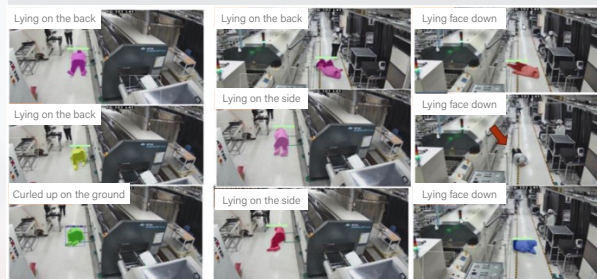 Lying on the back
Lying on the back
Lying face down
Lying on the back
Lying on the side
Lying face down
Curled up on the ground
Lying on the side
Lying face down